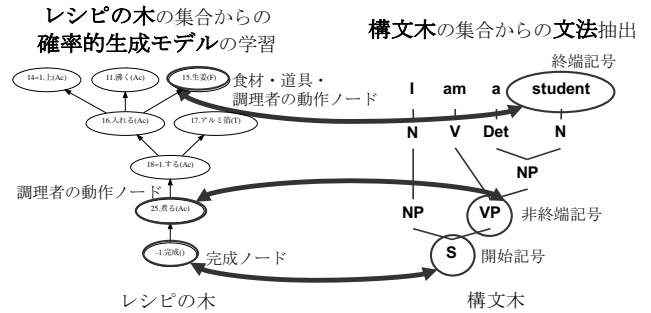 レシピの木の集合からの
確率的生成モデルの学習
構文木の集合からの文法抽出
終端記号
14=1.上(Ac)
11.沸く(Ac)
15.生姜(F)
食材・道具・
調理者の動作ノード
I am a student
16.入れる(Ac)
17.アルミ箔(T)
N V Det N
18=1.する(Ac)
NP
調理者の動作ノード
25.煮る(Ac)
NP
VP
非終端記号
-1.完成()
完成ノード
S
開始記号
レシピの木
構文木